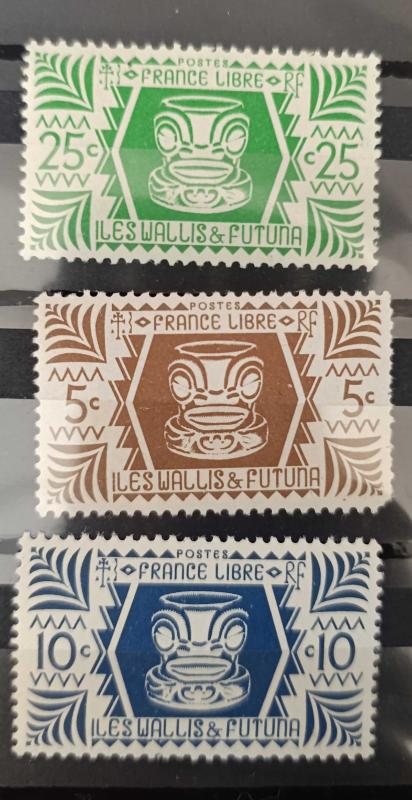 POSTES
FRANCE LIBRE RF
25c c25
ILES WALLIS & FUTUNA
POSTES
FRANCE LIBRE RF
5c 5c
ILES WALLIS & FUTUNA
POSTES
FRANCE LIBRE RF
10c c10
ILES WALLIS & FUTUNA